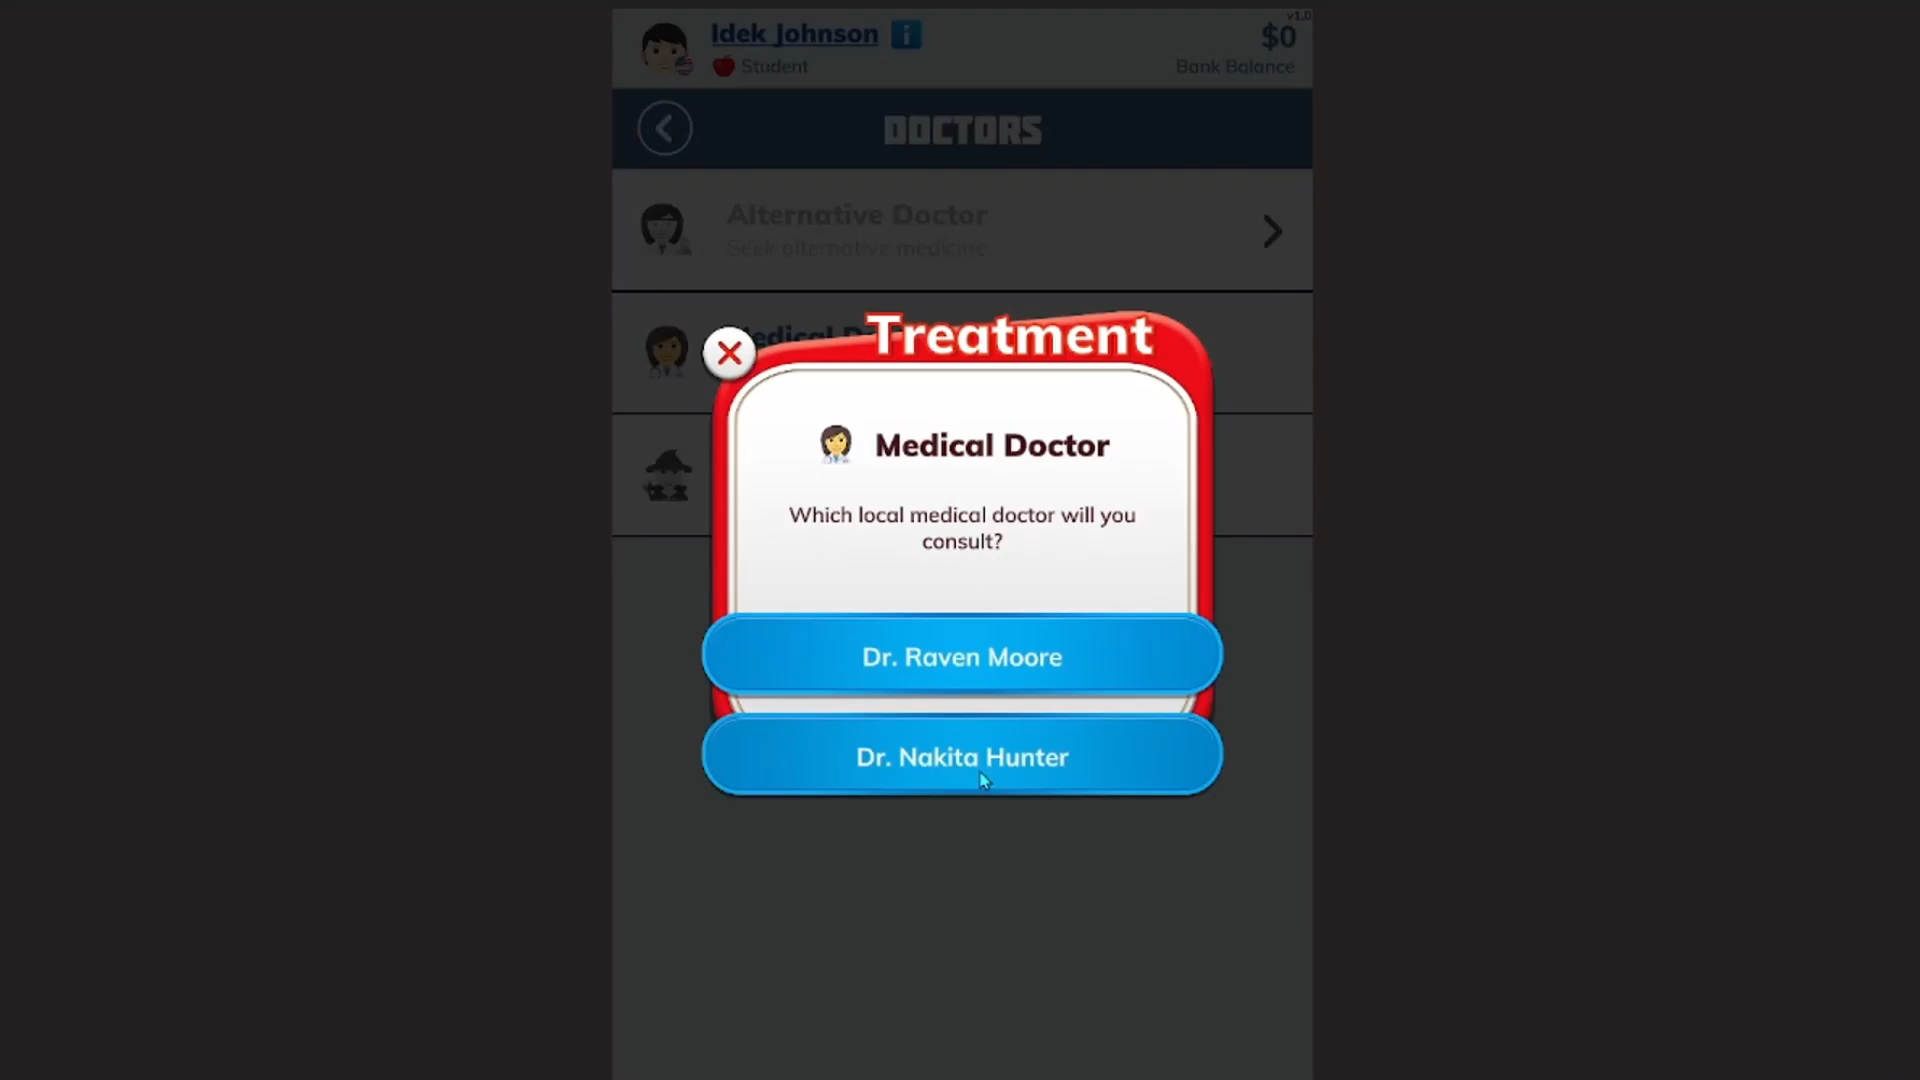 v1.0
Idek Johnson
$0
Student
Bank Balance
DOCTORS
Alternative Doctor
Seek alternative medicine
Treatment
Medical Doctor
Which local medical doctor will you
consult?
Dr. Raven Moore
Dr. Nakita Hunter